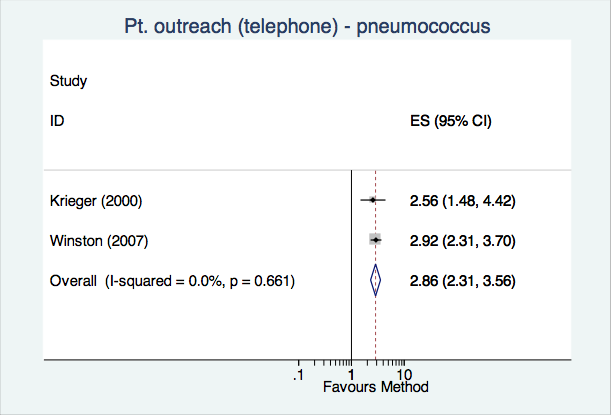 Pt. outreach (telephone) - pneumococcus
Study
ID ES (95% CI)
Krieger (2000) 2.56 (1.48, 4.42)
Winston (2007) 2.92 (2.31, 3.70)
Overall (I-squared = 0.0%, p = 0.661) 2.86 (2.31, 3.56)
.1 1 10
Favours Method